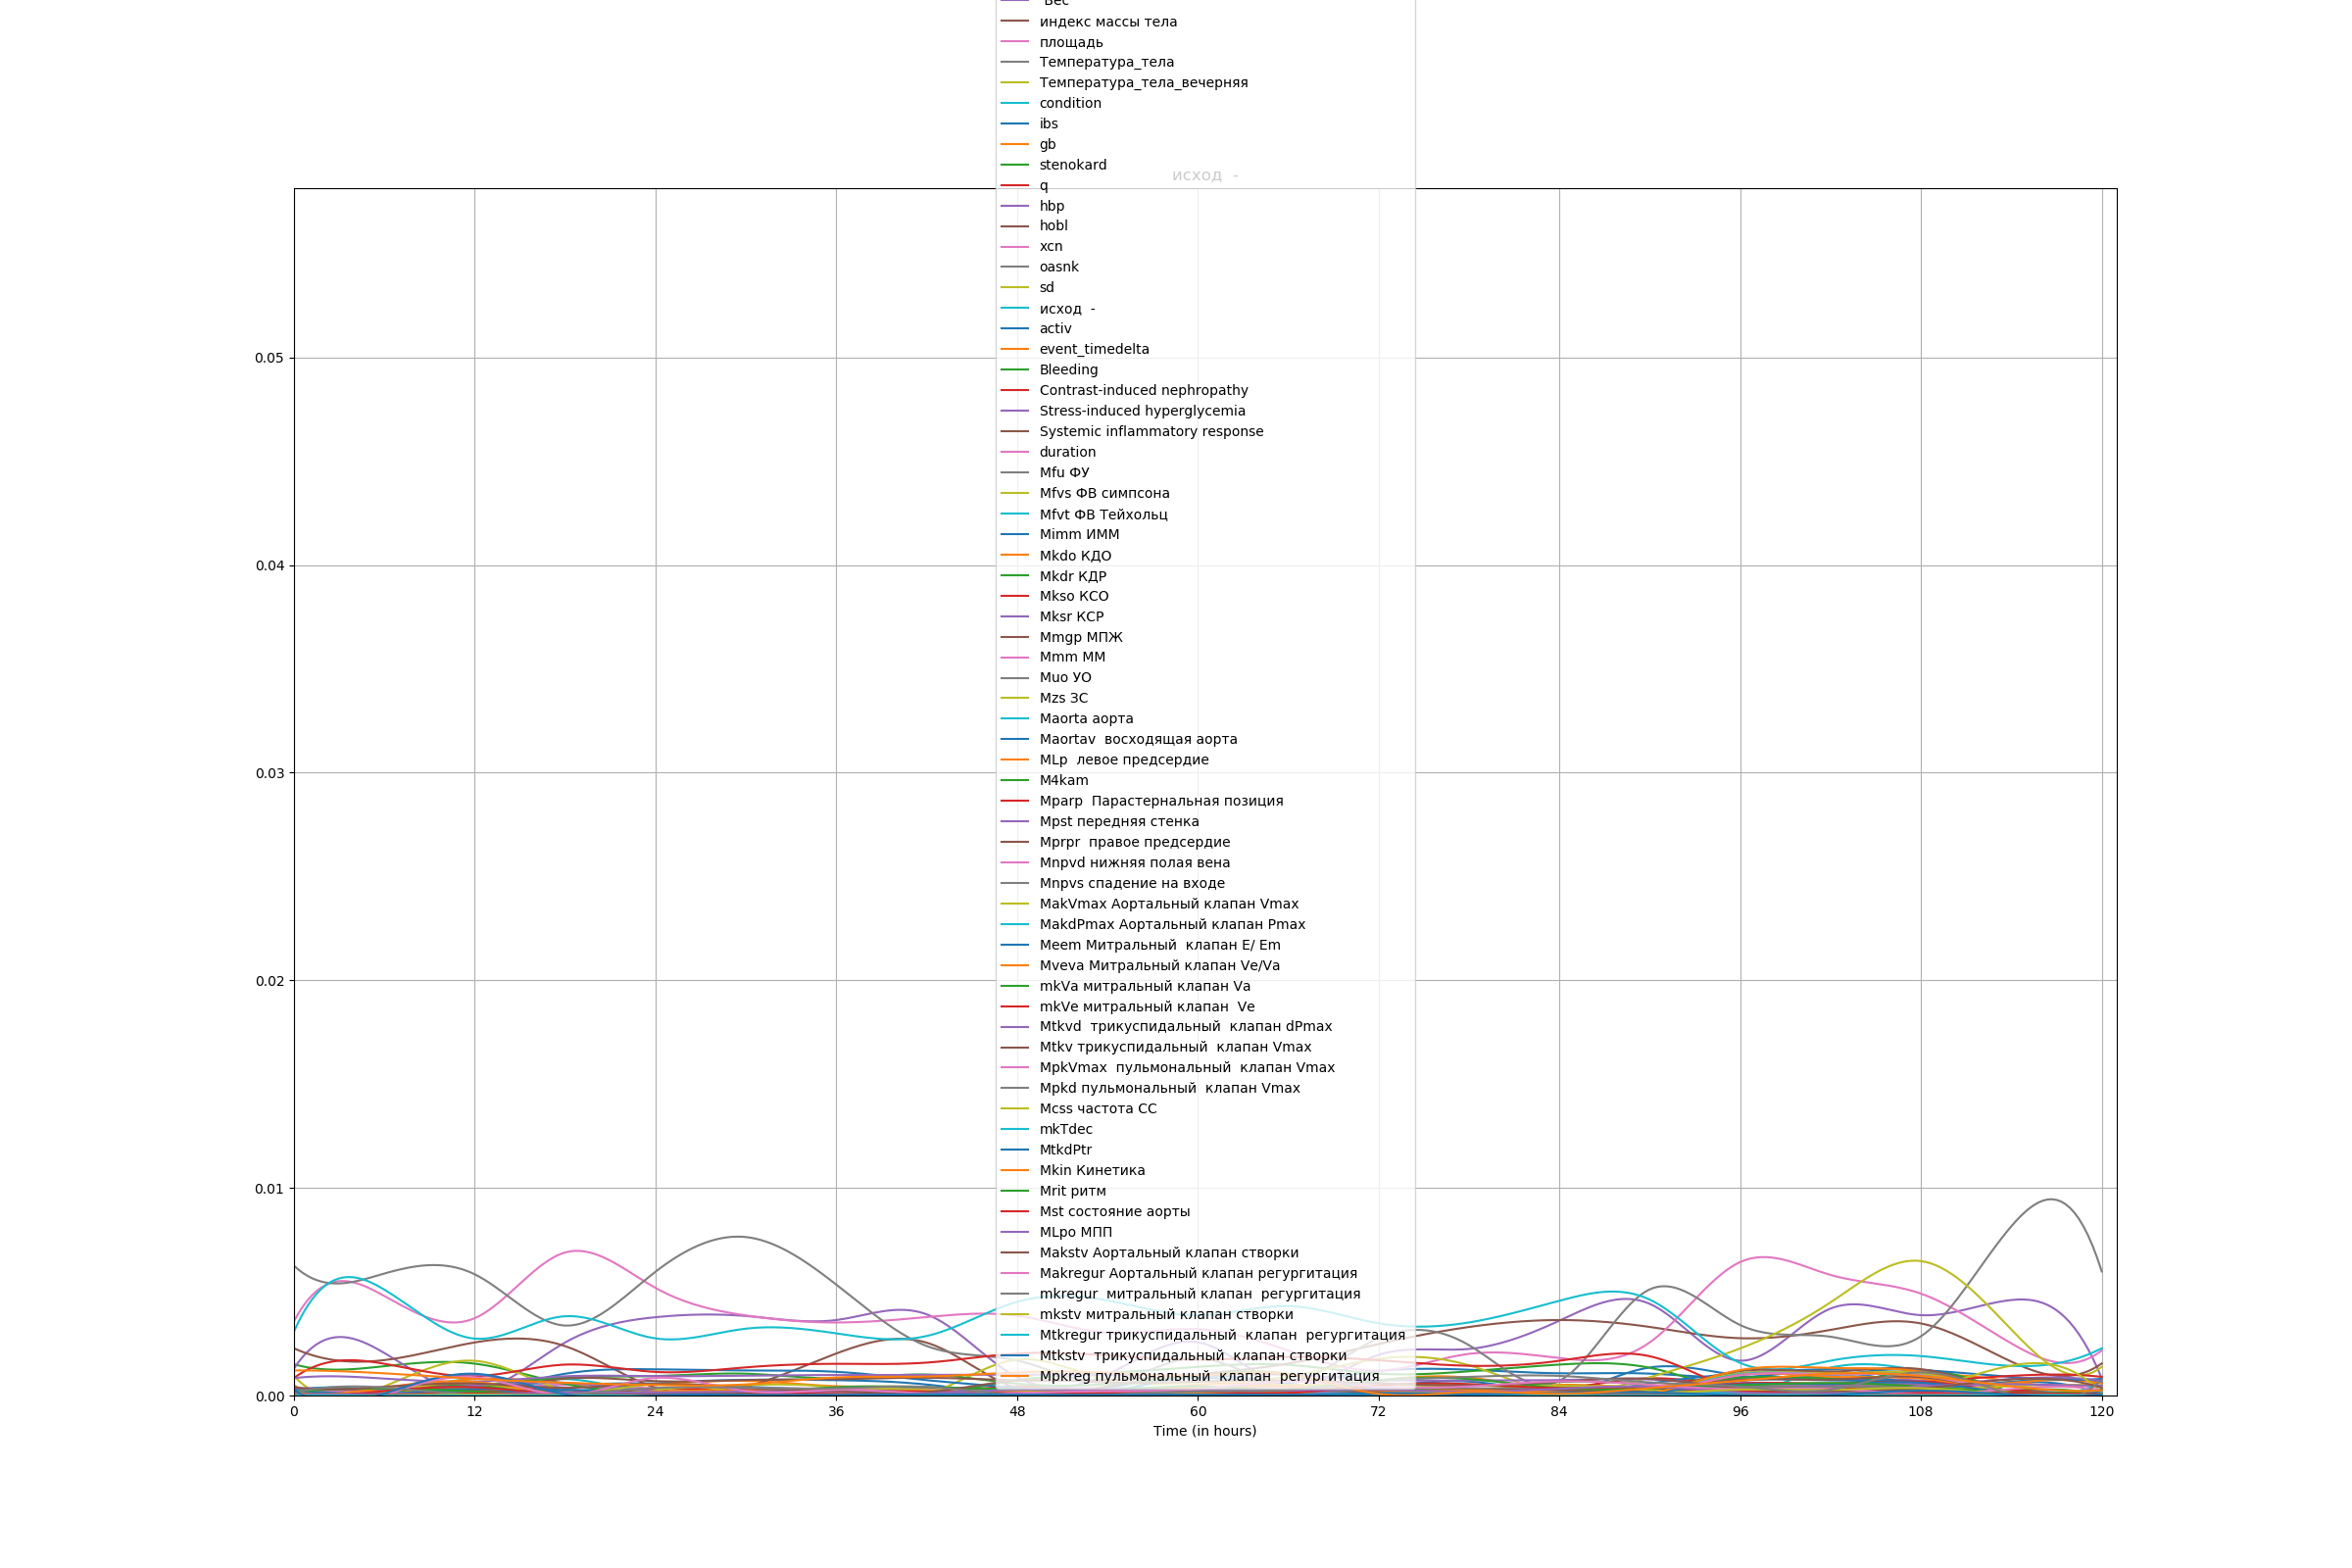 Вес
индекс массы тела
площадь
Температура_тела
Температура_тела_вечерняя
condition
ibs
gb
stenokard
исход  -
q
hbp
hobl
xcn
oasnk
sd
исход  -
activ
event_timedelta
Bleeding
Contrast-induced nephropathy
Stress-induced hyperglycemia
Systemic inflammatory response
duration
Mfu ФУ
Mfvs ФВ симпсона
Mfvt ФВ Тейхольц
Mimm ИММ
Mkdo КДО
Mkdr КДР
Mkso КСО
Mksr КСР
Mmgp МПЖ
Mmm ММ
Muo УО
Mzs ЗС
Maorta аорта
Maortav  восходящая аорта
MLp  левое предсердие
M4kam
Mparp  Парастернальная позиция
Mpst передняя стенка
Mprpr  правое предсердие
Mnpvd нижняя полая вена
Mnpvs спадение на входе
MakVmax Аортальный клапан Vmax
MakdPmax Аортальный клапан Pmax
Meem Митральный  клапан E/ Em
Mveva Митральный клапан Ve/Va
mkVa митральный клапан Va
mkVe митральный клапан  Ve
Mtkvd  трикуспидальный  клапан dPmax
Mtkv трикуспидальный  клапан Vmax
MpkVmax  пульмональный  клапан Vmax
Mpkd пульмональный  клапан Vmax
Mcss частота СС
mkTdec
MtkdPtr
Mkin Кинетика
Mrit ритм
Mst состояние аорты
MLpo МПП
Makstv Аортальный клапан створки
Makregur Аортальный клапан регургитация
mkregur  митральный клапан  регургитация
mkstv митральный клапан створки
Mtkregur трикуспидальный  клапан  регургитация
Mtkstv  трикуспидальный  клапан створки
Mpkreg пульмональный  клапан  регургитация
0.05
0.04
0.03
0.02
0.01
0.00
0 12 24 36 48 60 72 84 96 108 120
Time (in hours)